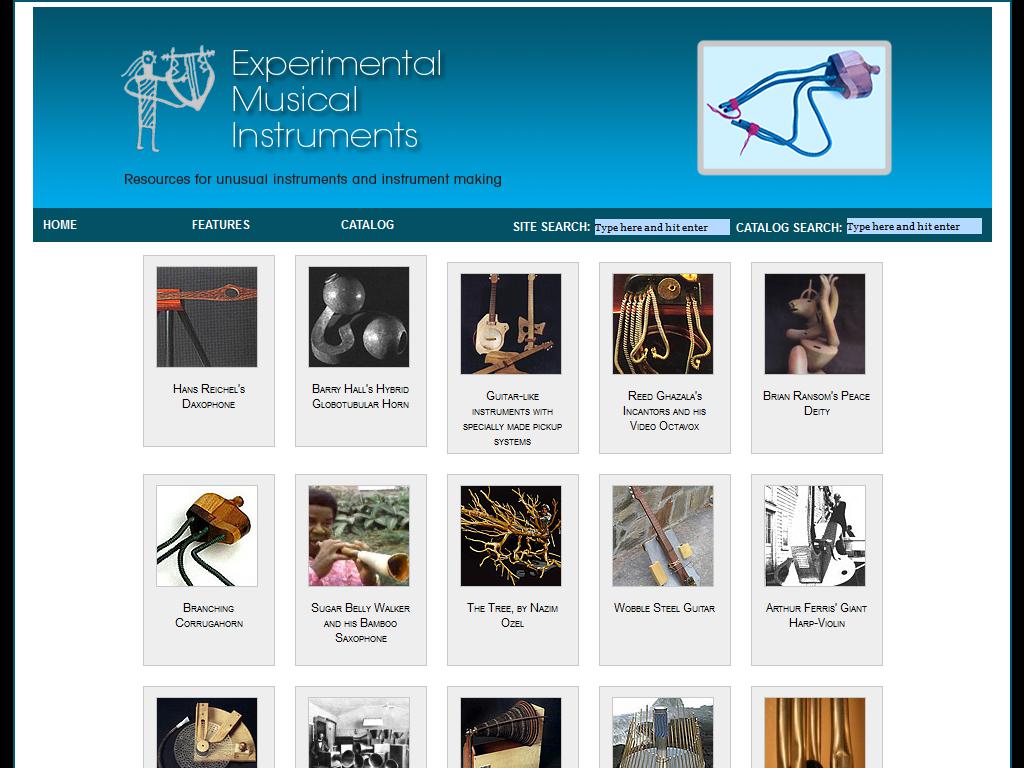 Experimental
Musical
Instruments
Resources for unusual instruments and instrument making
HOME
FEATURES
CATALOG
SITE SEARCH: Type here and hit enter
CATALOG SEARCH: Type here and hit enter
Hans Reichel's
Daxophone
Barry Hall's Hybrid
Globotubular Horn
Guitar-like
instruments with
specially made pickup
systems
Reed Ghazala's
Incantors and his
Video Octavox
Brian Ransom's Peace
Deity
Branching
Corrugahorn
Sugar Belly Walker
and his Bamboo
Saxophone
The Tree, by Nazim
Ozel
Wobble Steel Guitar
Arthur Ferris' Giant
Harp-Violin